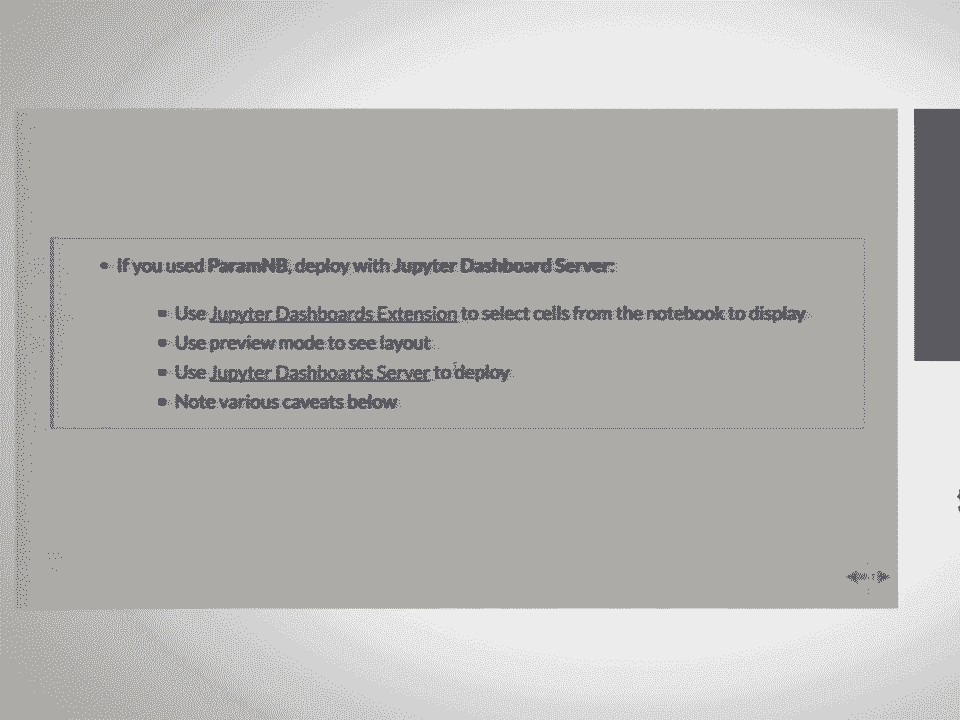 • If you used ParamNB, deploy with Jupyter Dashboard Server:
▪ Use Jupyter Dashboards Extension to select cells from the notebook to display
▪ Use preview mode to see layout
▪ Use Jupyter Dashboards Server to deploy
▪ Note various caveats below